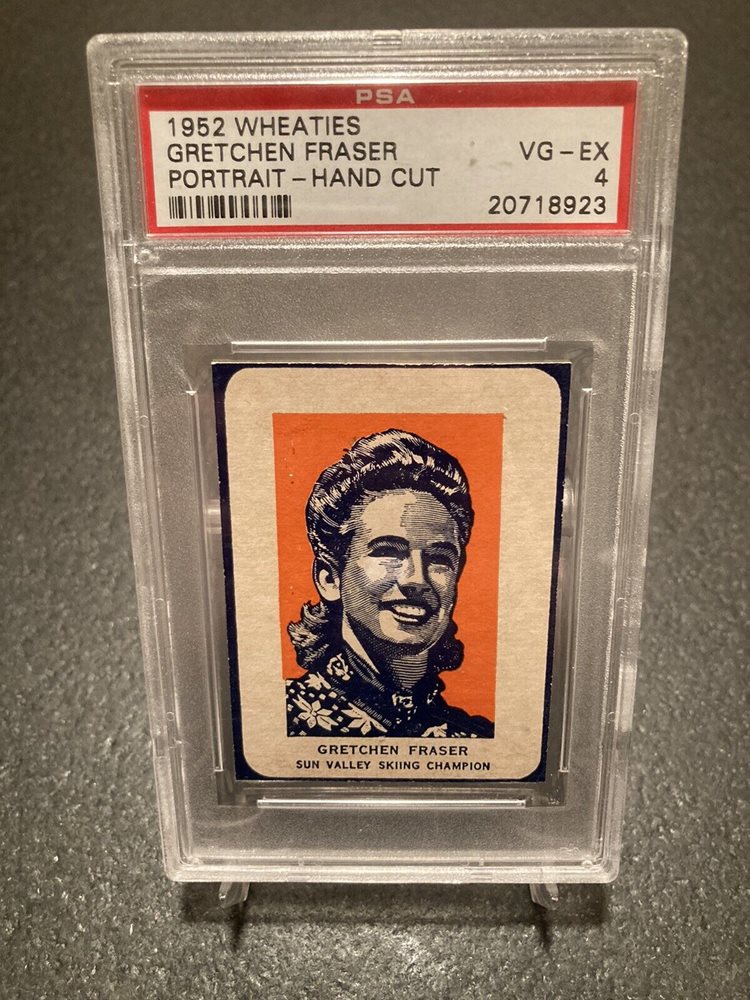 PSA
1952 WHEATIES
GRETCHEN FRASER VG-EX
PORTRAIT-HAND CUT 4
20718923
GRETCHEN FRASER
SUN VALLEY SKIING CHAMPION